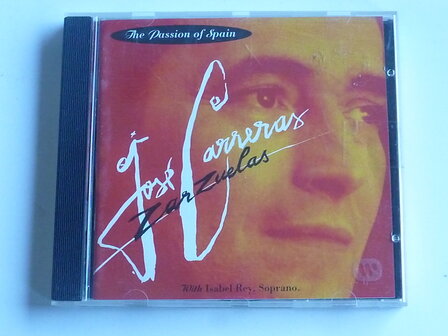 The Passion of Spain
José Carreras
Zarzuelas
With Isabel Rey, Soprano.